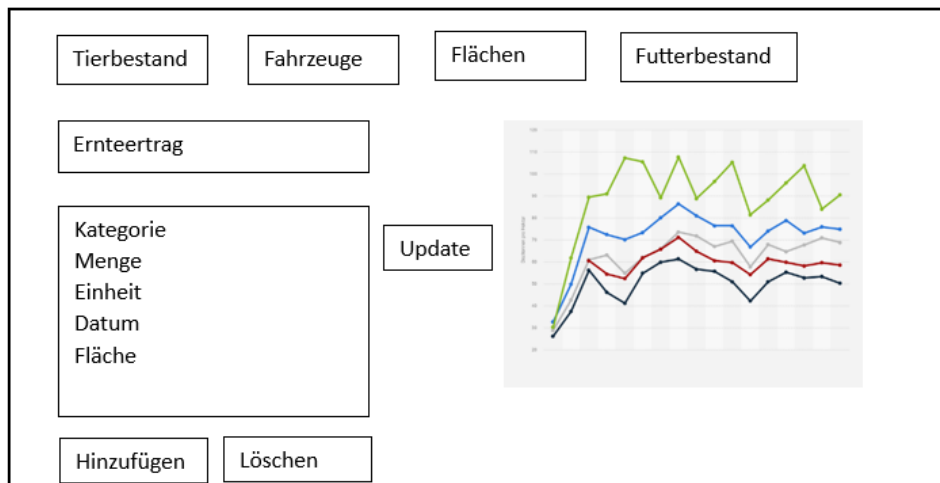 Tierbestand
Fahrzeuge
Flächen
Futterbestand
Ernteertrag
Kategorie
Menge
Einheit
Datum
Fläche
Update
Hinzufügen
Löschen